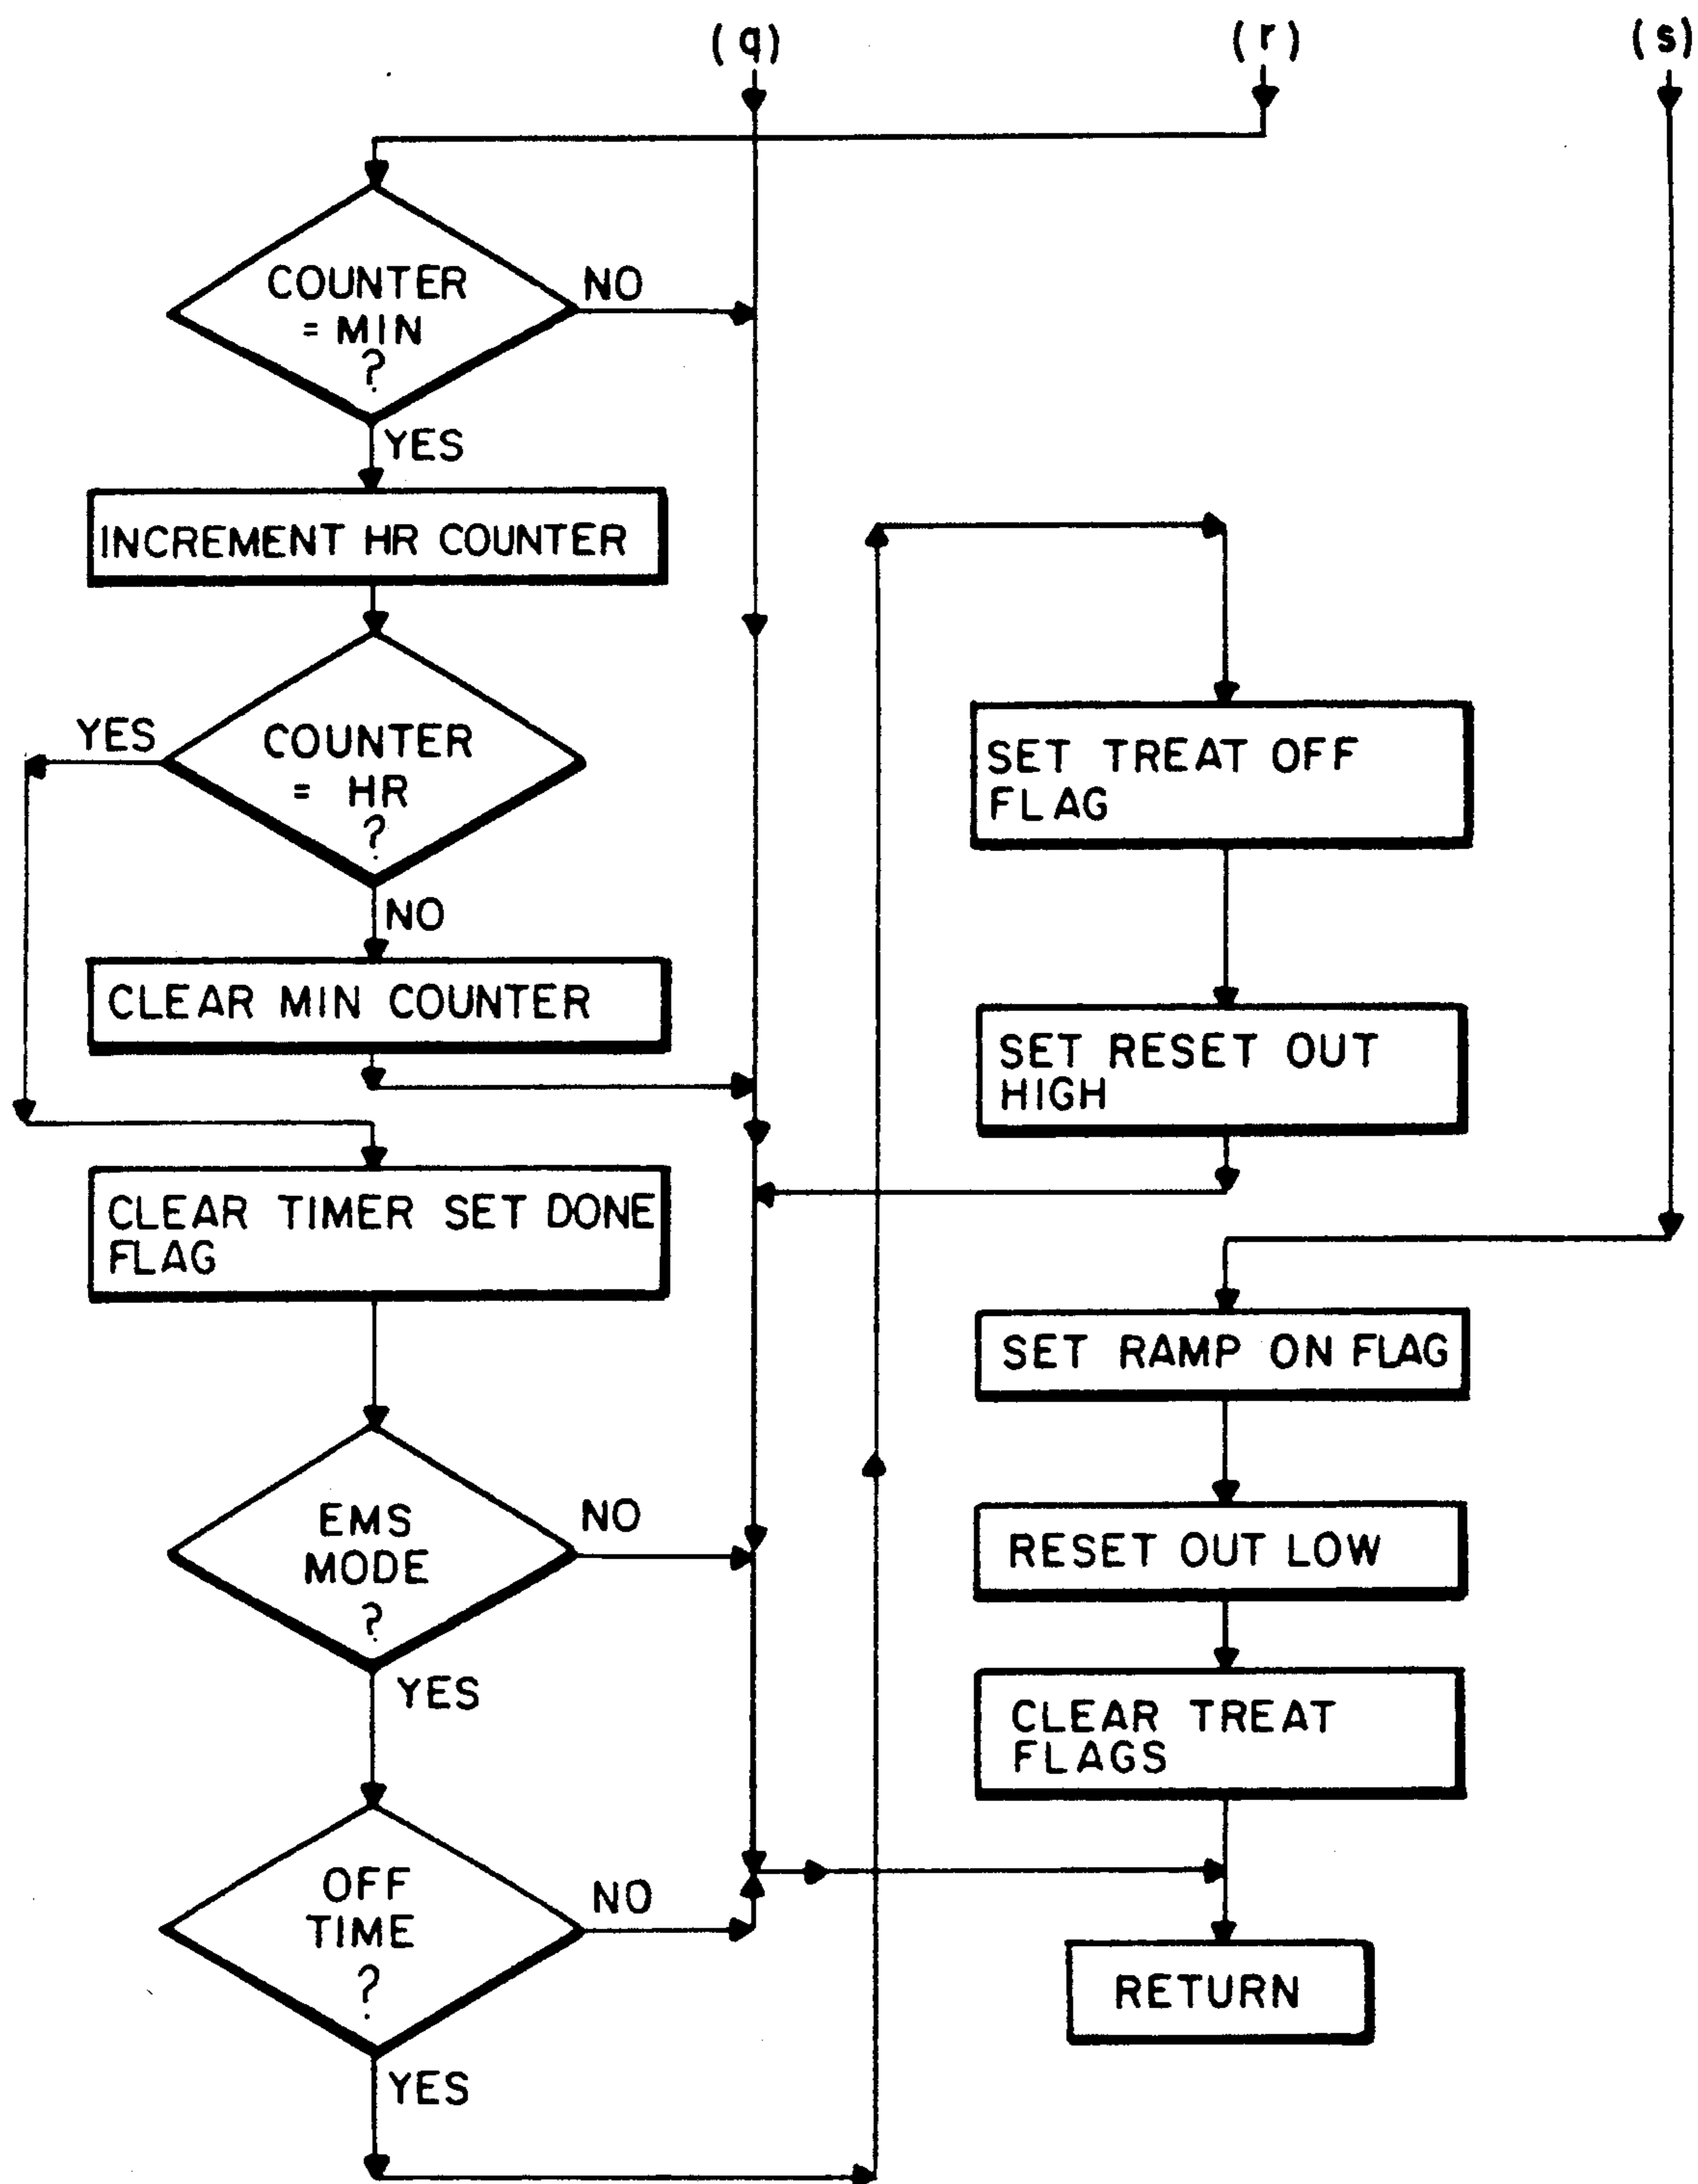 (q)
(r)
(s)
COUNTER
= MIN
?
NO
YES
INCREMENT HR COUNTER
YES
COUNTER
= HR
?
NO
CLEAR MIN COUNTER
CLEAR TIMER SET DONE
FLAG
EMS
MODE
?
NO
YES
OFF
TIME
?
NO
YES
SET TREAT OFF
FLAG
SET RESET OUT
HIGH
SET RAMP ON FLAG
RESET OUT LOW
CLEAR TREAT
FLAGS
RETURN